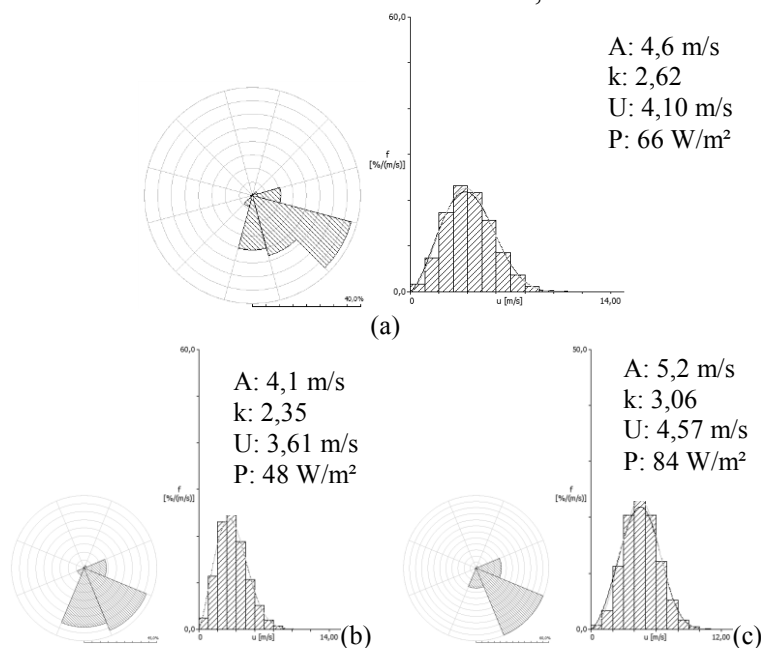 60,0
A: 4,6 m/s
k: 2,62
U: 4,10 m/s
P: 66 W/m²
f
[%/(m/s)]
0,0
u [m/s]
14,00
40,0%
(a)
60,0
A: 4,1 m/s
k: 2,35
U: 3,61 m/s
P: 48 W/m²
f
[%/(m/s)]
0,0
0
u [m/s]
14,00
(b)
50,0
A: 5,2 m/s
k: 3,06
U: 4,57 m/s
P: 84 W/m²
f
[%/(m/s)]
0,0
0
u [m/s]
12,00
(c)